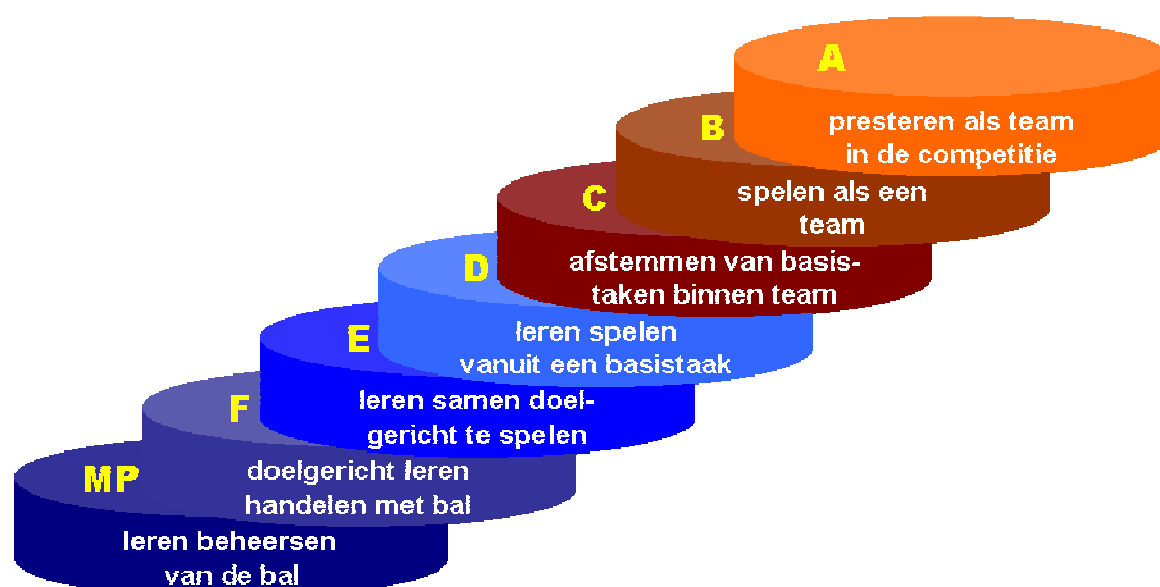 A
presteren als team
in de competitie
B
spelen als een
team
C
afstemmen van basis-
taken binnen team
D
leren spelen
vanuit een basistaak
E
leren samen doel-
gericht te spelen
F
doelgericht leren
handelen met bal
MP
leren beheersen
van de bal